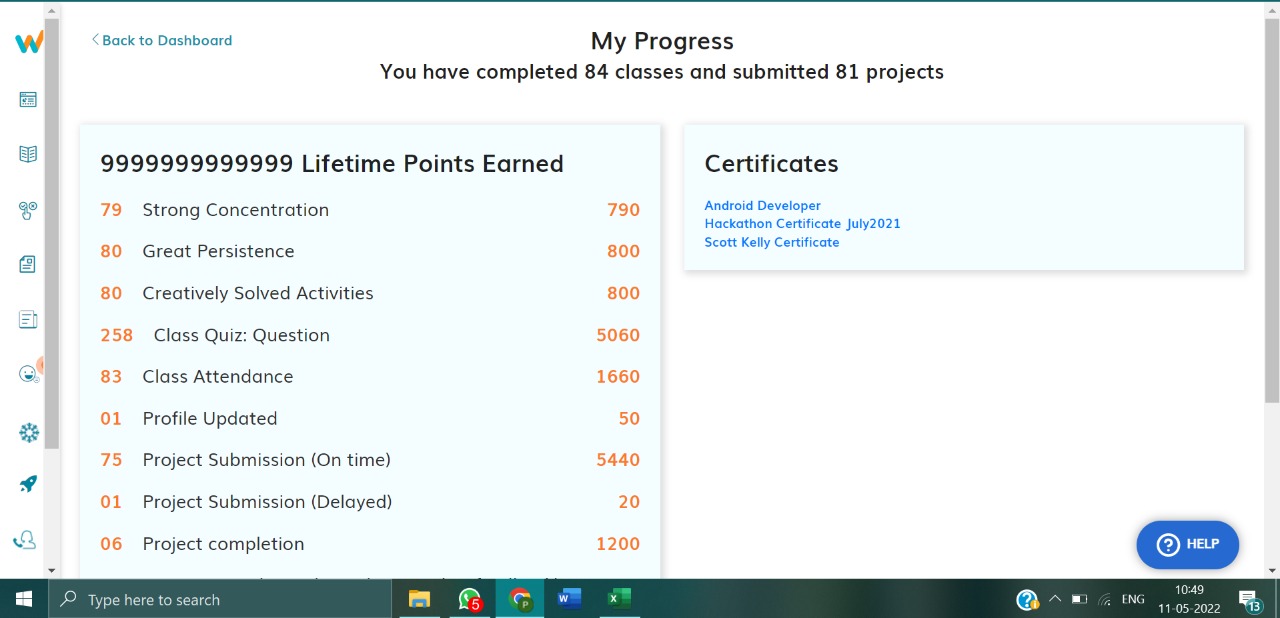 Back to Dashboard
My Progress
You have completed 84 classes and submitted 81 projects
9999999999999 Lifetime Points Earned
79 Strong Concentration 790
80 Great Persistence 800
80 Creatively Solved Activities 800
258 Class Quiz: Question 5060
83 Class Attendance 1660
01 Profile Updated 50
75 Project Submission (On time) 5440
01 Project Submission (Delayed) 20
06 Project completion 1200
Certificates
Android Developer
Hackathon Certificate July2021
Scott Kelly Certificate
? HELP
Type here to search
5
P
W
X
ENG
10:49
11-05-2022
13